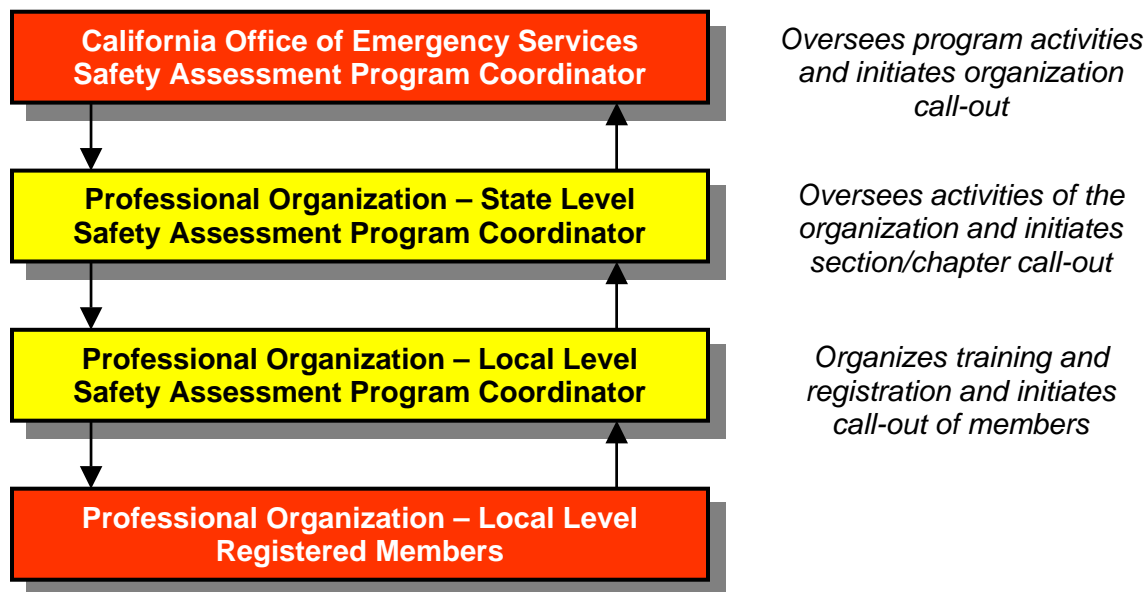 California Office of Emergency Services
Safety Assessment Program Coordinator
Oversees program activities
and initiates organization
call-out
Professional Organization – State Level
Safety Assessment Program Coordinator
Oversees activities of the
organization and initiates
section/chapter call-out
Professional Organization – Local Level
Safety Assessment Program Coordinator
Organizes training and
registration and initiates
call-out of members
Professional Organization – Local Level
Registered Members